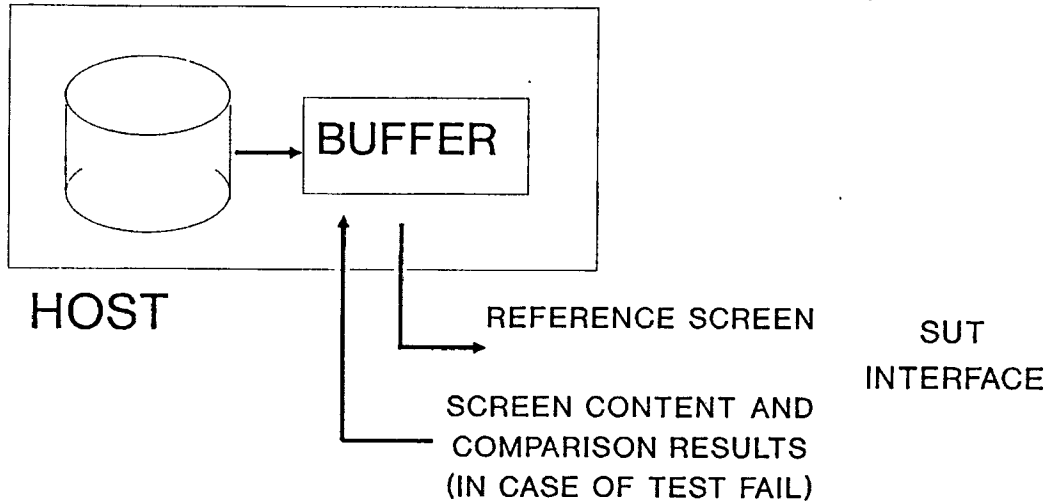 BUFFER
HOST
REFERENCE SCREEN
SUT
INTERFACE
SCREEN CONTENT AND
COMPARISON RESULTS
(IN CASE OF TEST FAIL)